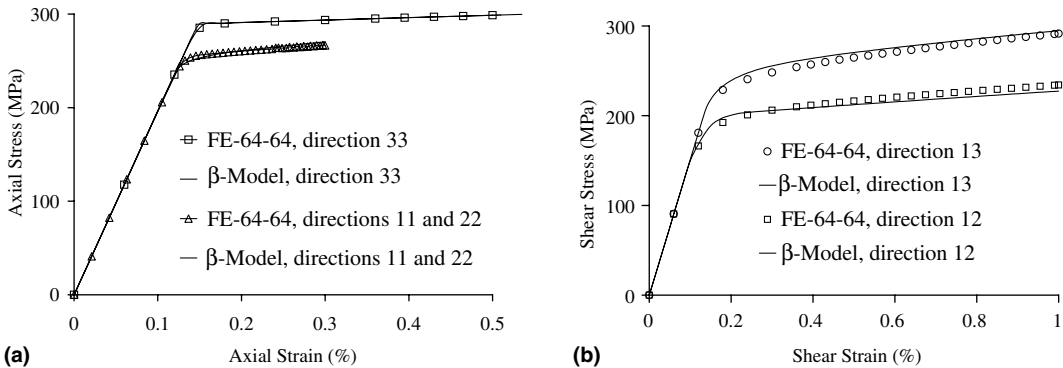 300
200
100
0
Axial Stress (MPa)
FE-64-64, direction 33
β-Model, direction 33
FE-64-64, directions 11 and 22
β-Model, directions 11 and 22
0 0.1 0.2 0.3 0.4 0.5
Axial Strain (%)
(a)
300
200
100
0
Shear Stress (MPa)
FE-64-64, direction 13
β-Model, direction 13
FE-64-64, direction 12
β-Model, direction 12
0 0.2 0.4 0.6 0.8 1
Shear Strain (%)
(b)